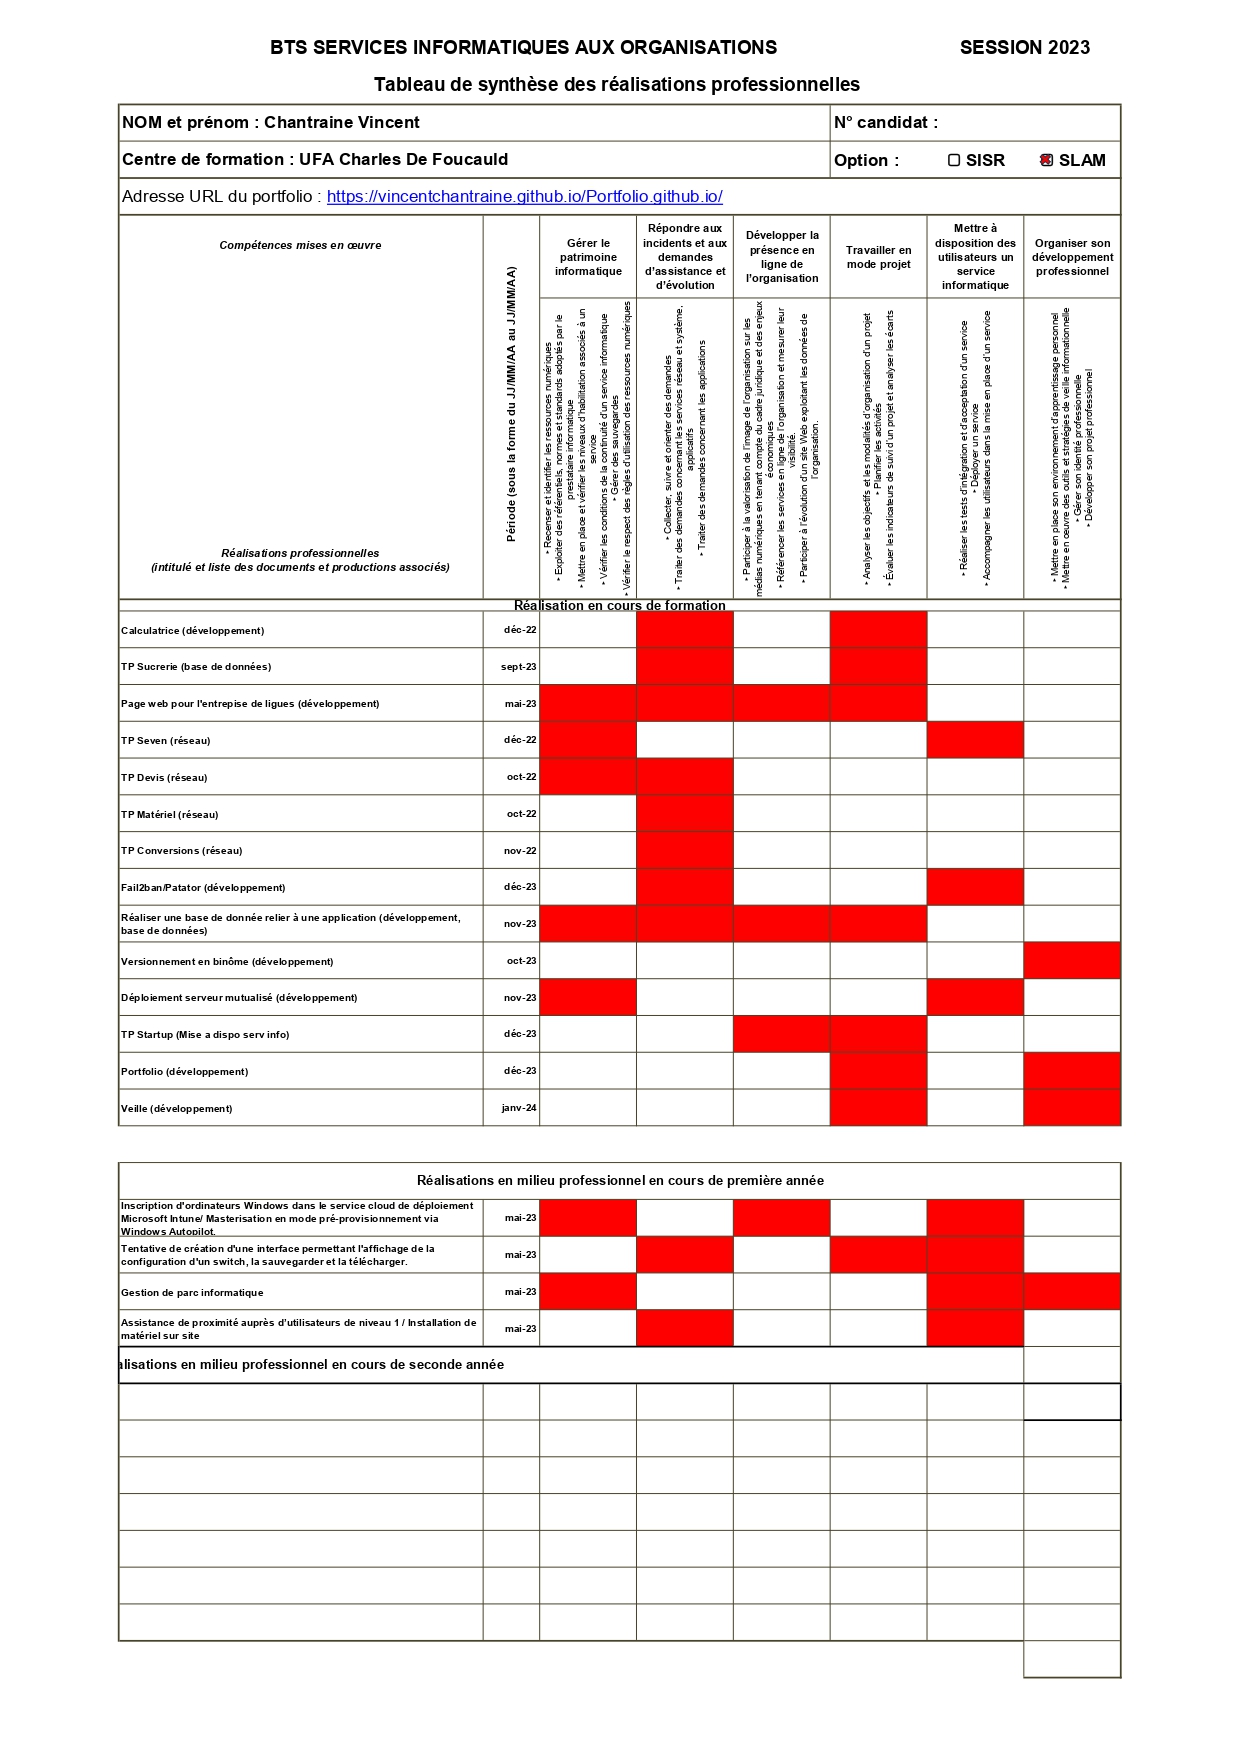 BTS SERVICES INFORMATIQUES AUX ORGANISATIONS SESSION 2023
Tableau de synthèse des réalisations professionnelles
NOM et prénom : Chantraine Vincent
N° candidat :
Centre de formation : UFA Charles De Foucauld
Option : SISR SLAM
Adresse URL du portfolio : https://vincentchantraine.github.io/Portfolio.github.io/
Compétences mises en œuvre
Réalisations professionnelles
(intitulé et liste des documents et productions associés)
Période (sous la forme du JJ/MM/AA au JJ/MM/AA)
Gérer le
patrimoine
informatique
Répondre aux
incidents et aux
demandes
d'assistance et
d'évolution
Développer la
présence en
ligne de
l'organisation
Travailler en
mode projet
Mettre à
disposition des
utilisateurs un
service
informatique
Organiser son
développement
professionnel
‣ Recenser et identifier les ressources numériques
‣ Exploiter des référentiels, normes et standards adoptés par le
prestataire informatique
‣ Mettre en place et vérifier les niveaux d'habilitation associés à un
service
‣ Vérifier les conditions de la continuité d'un service informatique
‣ Gérer des sauvegardes
‣ Vérifier le respect des règles d'utilisation des ressources numériques
‣ Collecter, suivre et orienter des demandes
‣ Traiter des demandes concernant les services réseau et système,
applicatifs
‣ Traiter des demandes concernant les applications
‣ Participer à la valorisation de l'image de l'organisation sur les
médias numériques en tenant compte du cadre juridique et des enjeux
économiques
‣ Référencer les services en ligne de l'organisation et mesurer leur
visibilité.
‣ Participer à l'évolution d'un site Web exploitant les données de
l'organisation.
‣ Analyser les objectifs et les modalités d'organisation d'un projet
‣ Planifier les activités
‣ Évaluer les indicateurs de suivi d'un projet et analyser les écarts
‣ Réaliser les tests d'intégration et d'acceptation d'un service
‣ Déployer un service
‣ Accompagner les utilisateurs dans la mise en place d'un service
‣ Mettre en place son environnement d'apprentissage personnel
‣ Mettre en œuvre des outils et stratégies de veille informationnelle
‣ Gérer son identité professionnelle
‣ Développer son projet professionnel
Réalisation en cours de formation
Calculatrice (développement) déc-22
TP Sucrerie (base de données) sept-23
Page web pour l'entrepise de ligues (développement) mai-23
TP Seven (réseau) déc-22
TP Devis (réseau) oct-22
TP Matériel (réseau) oct-22
TP Conversions (réseau) nov-22
Fail2ban/Patator (développement) déc-23
Réaliser une base de donnée relier à une application (développement,
base de données) nov-23
Versionnement en binôme (développement) oct-23
Déploiement serveur mutualisé (développement) nov-23
TP Startup (Mise a dispo serv info) déc-23
Portfolio (développement) déc-23
Veille (développement) janv-24
Réalisations en milieu professionnel en cours de première année
Inscription d'ordinateurs Windows dans le service cloud de déploiement
Microsoft Intune/ Masterisation en mode pré-provisionnement via
Windows Autopilot. mai-23
Tentative de création d'une interface permettant l'affichage de la
configuration d'un switch, la sauvegarder et la télécharger. mai-23
Gestion de parc informatique mai-23
Assistance de proximité auprès d'utilisateurs de niveau 1 / Installation de
matériel sur site mai-23
alisations en milieu professionnel en cours de seconde année